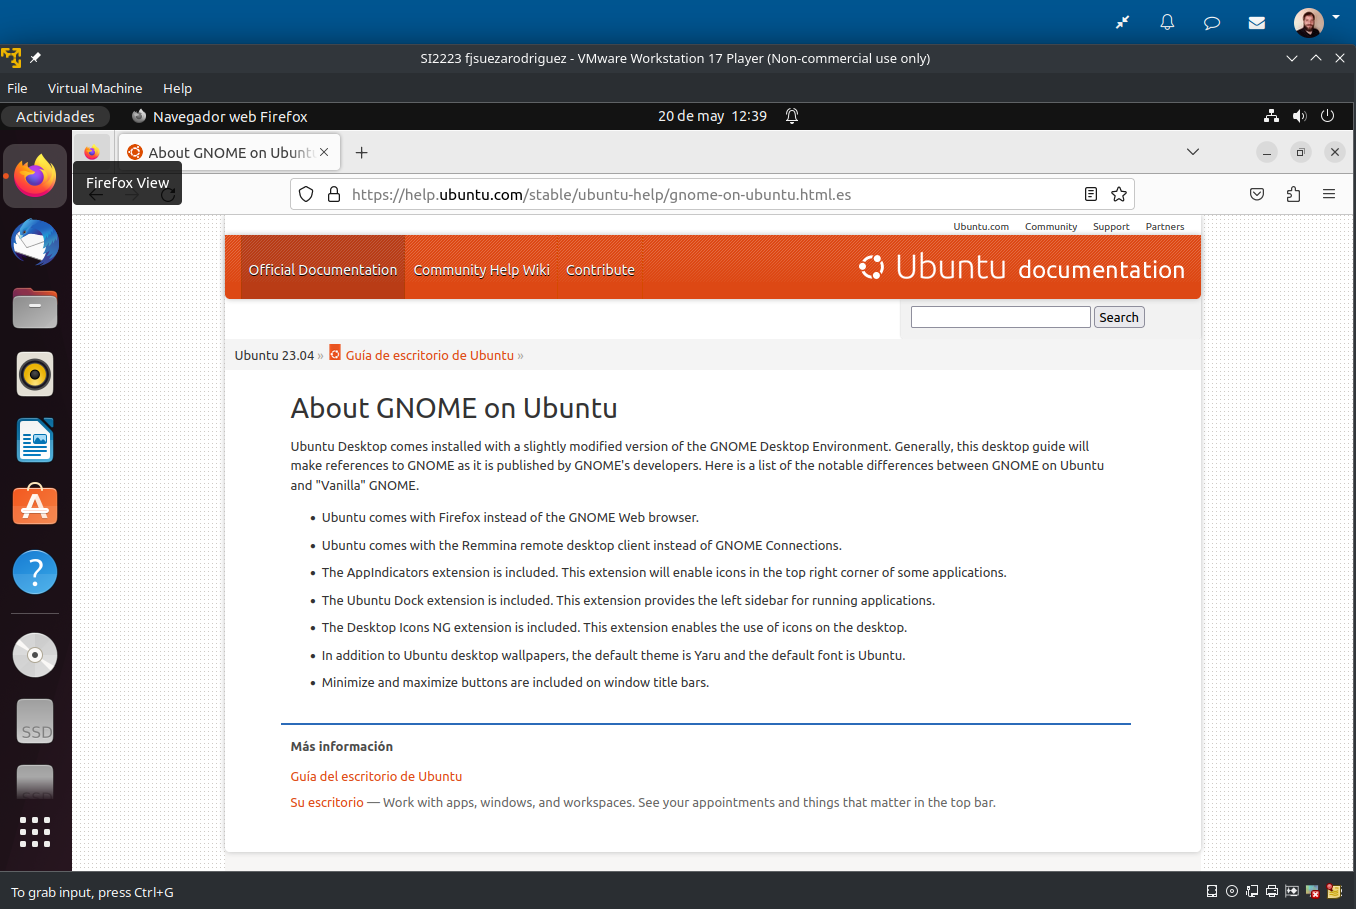 SI2223 fjsuezarodriguez - VMware Workstation 17 Player (Non-commercial use only)
File Virtual Machine Help
Actividades Navegador web Firefox 20 de may 12:39
About GNOME on Ubunt
Firefox View
https://help.ubuntu.com/stable/ubuntu-help/gnome-on-ubuntu.html.es
Ubuntu.com Community Support Partners
Official Documentation Community Help Wiki Contribute Ubuntu documentation
Search
Ubuntu 23.04 » Guía de escritorio de Ubuntu »
About GNOME on Ubuntu
Ubuntu Desktop comes installed with a slightly modified version of the GNOME Desktop Environment. Generally, this desktop guide will
make references to GNOME as it is published by GNOME's developers. Here is a list of the notable differences between GNOME on Ubuntu
and "Vanilla" GNOME.
• Ubuntu comes with Firefox instead of the GNOME Web browser.
• Ubuntu comes with the Remmina remote desktop client instead of GNOME Connections.
• The AppIndicators extension is included. This extension will enable icons in the top right corner of some applications.
• The Ubuntu Dock extension is included. This extension provides the left sidebar for running applications.
• The Desktop Icons NG extension is included. This extension enables the use of icons on the desktop.
• In addition to Ubuntu desktop wallpapers, the default theme is Yaru and the default font is Ubuntu.
• Minimize and maximize buttons are included on window title bars.
SSD
SSD
Más información
Guía del escritorio de Ubuntu
Su escritorio — Work with apps, windows, and workspaces. See your appointments and things that matter in the top bar.
To grab input, press Ctrl+G